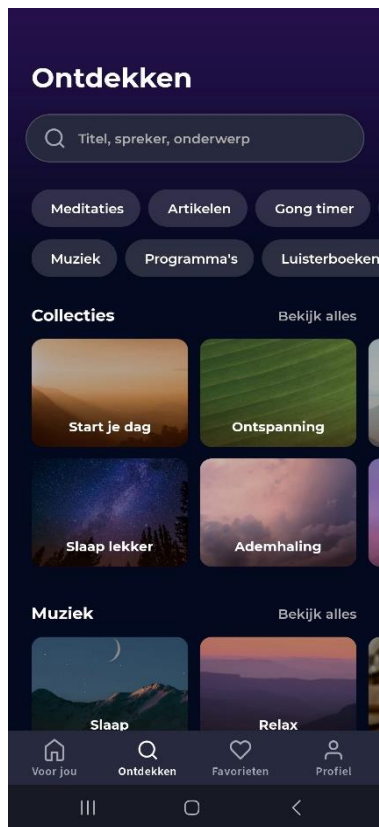 Ontdekken
Titel, spreker, onderwerp
Meditaties Artikelen Gong timer
Muziek Programma's Luisterboeken
Collecties Bekijk alles
Start je dag Ontspanning
Slaap lekker Ademhaling
Muziek Bekijk alles
Slaap Relax
Voor jou Ontdekken Favorieten Profiel